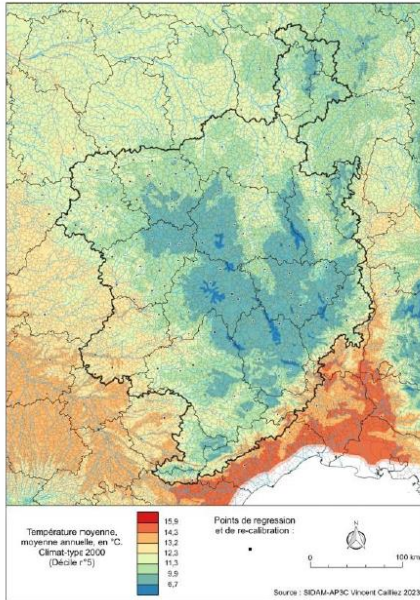 Température moyenne,
moyenne annuelle, en °C.
Climat-type 2000
(Décile n°5)
15,9
14,3
13,2
12,3
11,3
9,9
8,7
Points de regression
et de re-calibration :
N
0
100 km
Source : SIDAM-AP3C Vincent Cailliez 2023